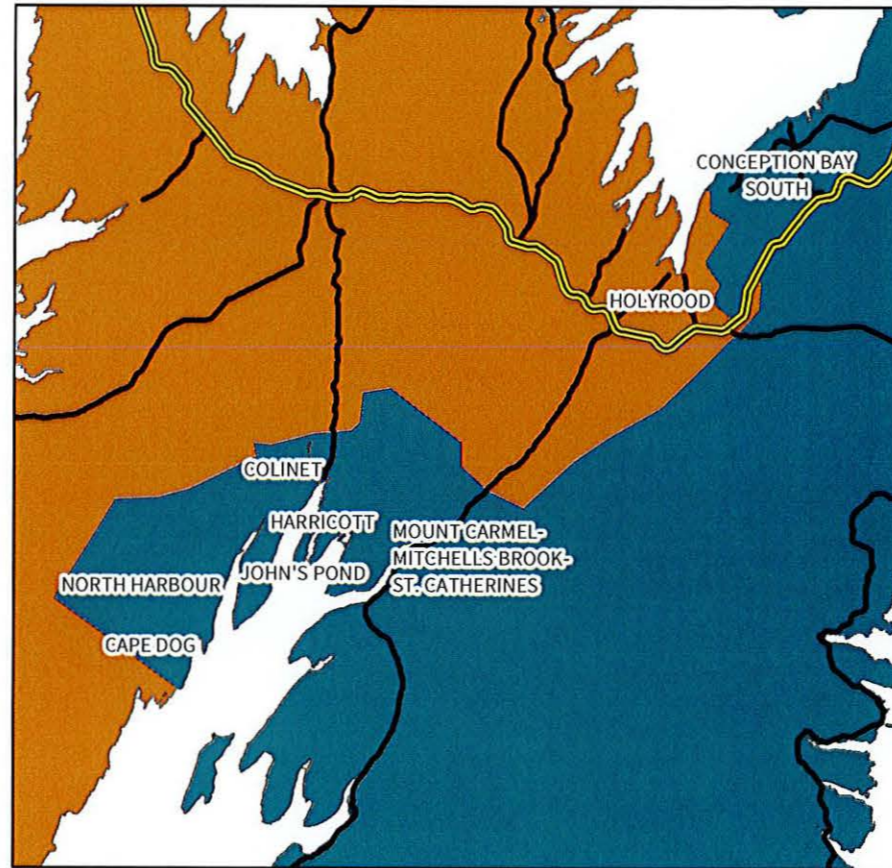 CONCEPTION BAY
SOUTH
HOLYROOD
COLINET
HARRICOTT
MOUNT CARMEL-
MITCHELLS BROOK-
ST. CATHERINES
JOHN'S POND
NORTH HARBOUR
CAPE DOG